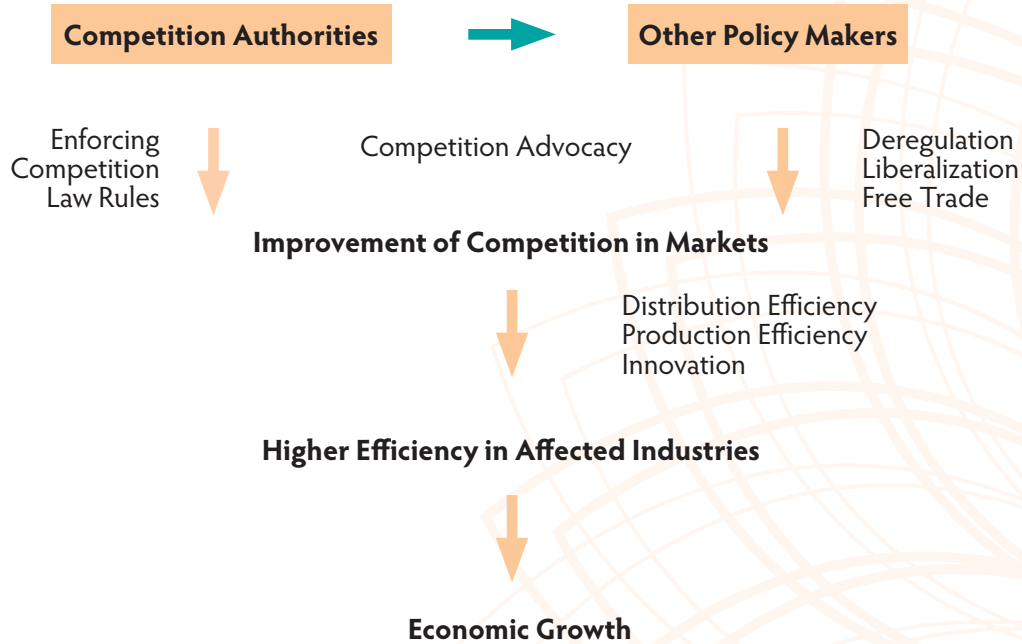 Competition Authorities
Other Policy Makers
Enforcing
Competition
Law Rules
Competition Advocacy
Deregulation
Liberalization
Free Trade
Improvement of Competition in Markets
Distribution Efficiency
Production Efficiency
Innovation
Higher Efficiency in Affected Industries
Economic Growth